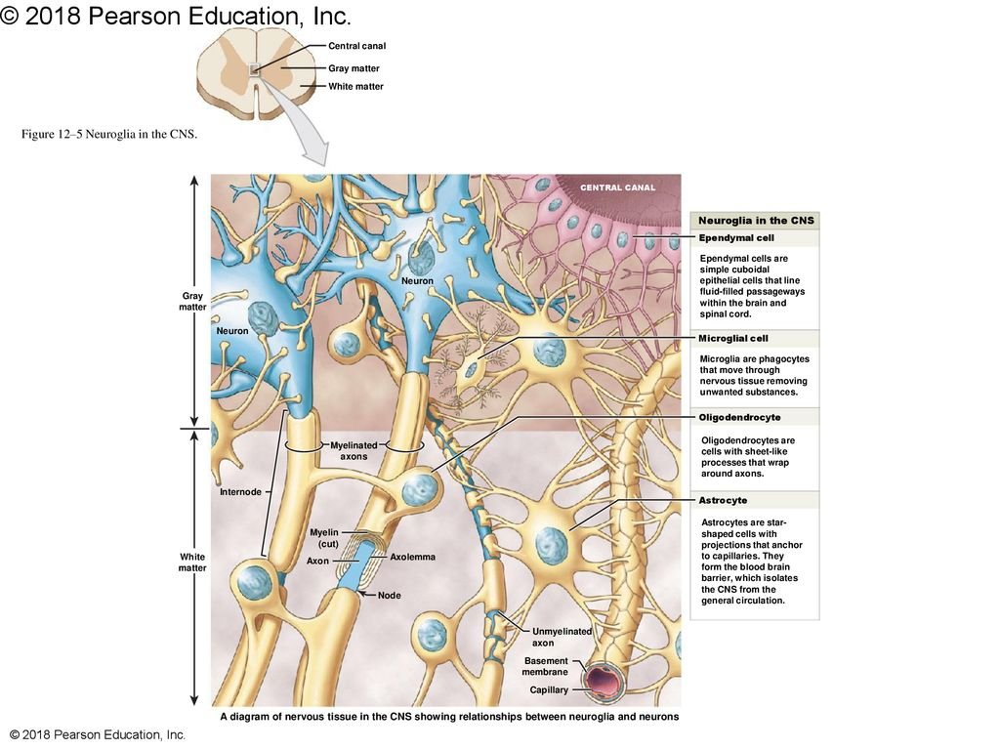 © 2018 Pearson Education, Inc.
Central canal
Gray matter
White matter
Figure 12–5 Neuroglia in the CNS.
CENTRAL CANAL
Neuroglia in the CNS
Ependymal cell
Ependymal cells are
simple cuboidal
epithelial cells that line
fluid-filled passageways
within the brain and
spinal cord.
Neuron
Gray
matter
Neuron
Microglial cell
Microglia are phagocytes
that move through
nervous tissue removing
unwanted substances.
Oligodendrocyte
Oligodendrocytes are
cells with sheet-like
processes that wrap
around axons.
Myelinated
axons
Internode
Astrocyte
Astrocytes are star-
shaped cells with
projections that anchor
to capillaries. They
form the blood brain
barrier, which isolates
the CNS from the
general circulation.
Myelin
(cut)
White
matter
Axon
Axolemma
Node
Unmyelinated
axon
Basement
membrane
Capillary
A diagram of nervous tissue in the CNS showing relationships between neuroglia and neurons
© 2018 Pearson Education, Inc.